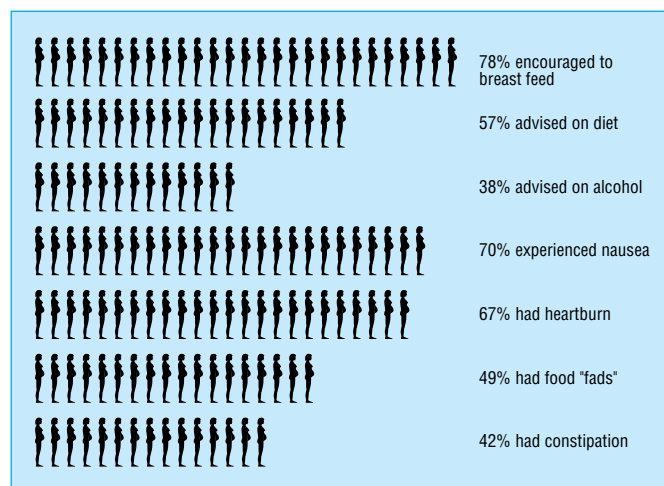 78% encouraged to
breast feed
57% advised on diet
38% advised on alcohol
70% experienced nausea
67% had heartburn
49% had food "fads"
42% had constipation